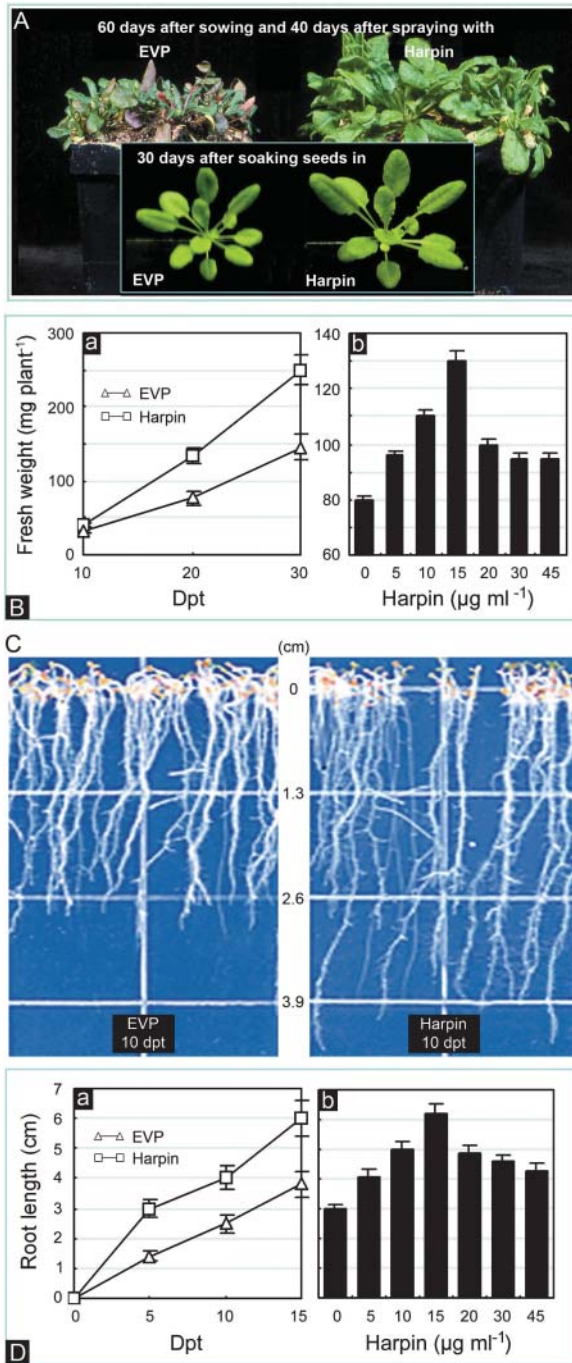 A
60 days after sowing and 40 days after spraying with
EVP
Harpin
30 days after soaking seeds in
EVP
Harpin
B
a
Fresh weight (mg plant⁻¹)
300
250
150
100
0
EVP
Harpin
10
20
30
Dpt
b
140
120
100
80
60
0
5
10
15
20
30
45
Harpin (µg ml⁻¹)
C
(cm)
0
1.3
2.6
3.9
EVP
10 dpt
Harpin
10 dpt
D
a
Root length (cm)
7
6
5
4
3
2
1
0
EVP
Harpin
0
5
10
15
Dpt
b
0
5
10
15
20
30
45
Harpin (µg ml⁻¹)